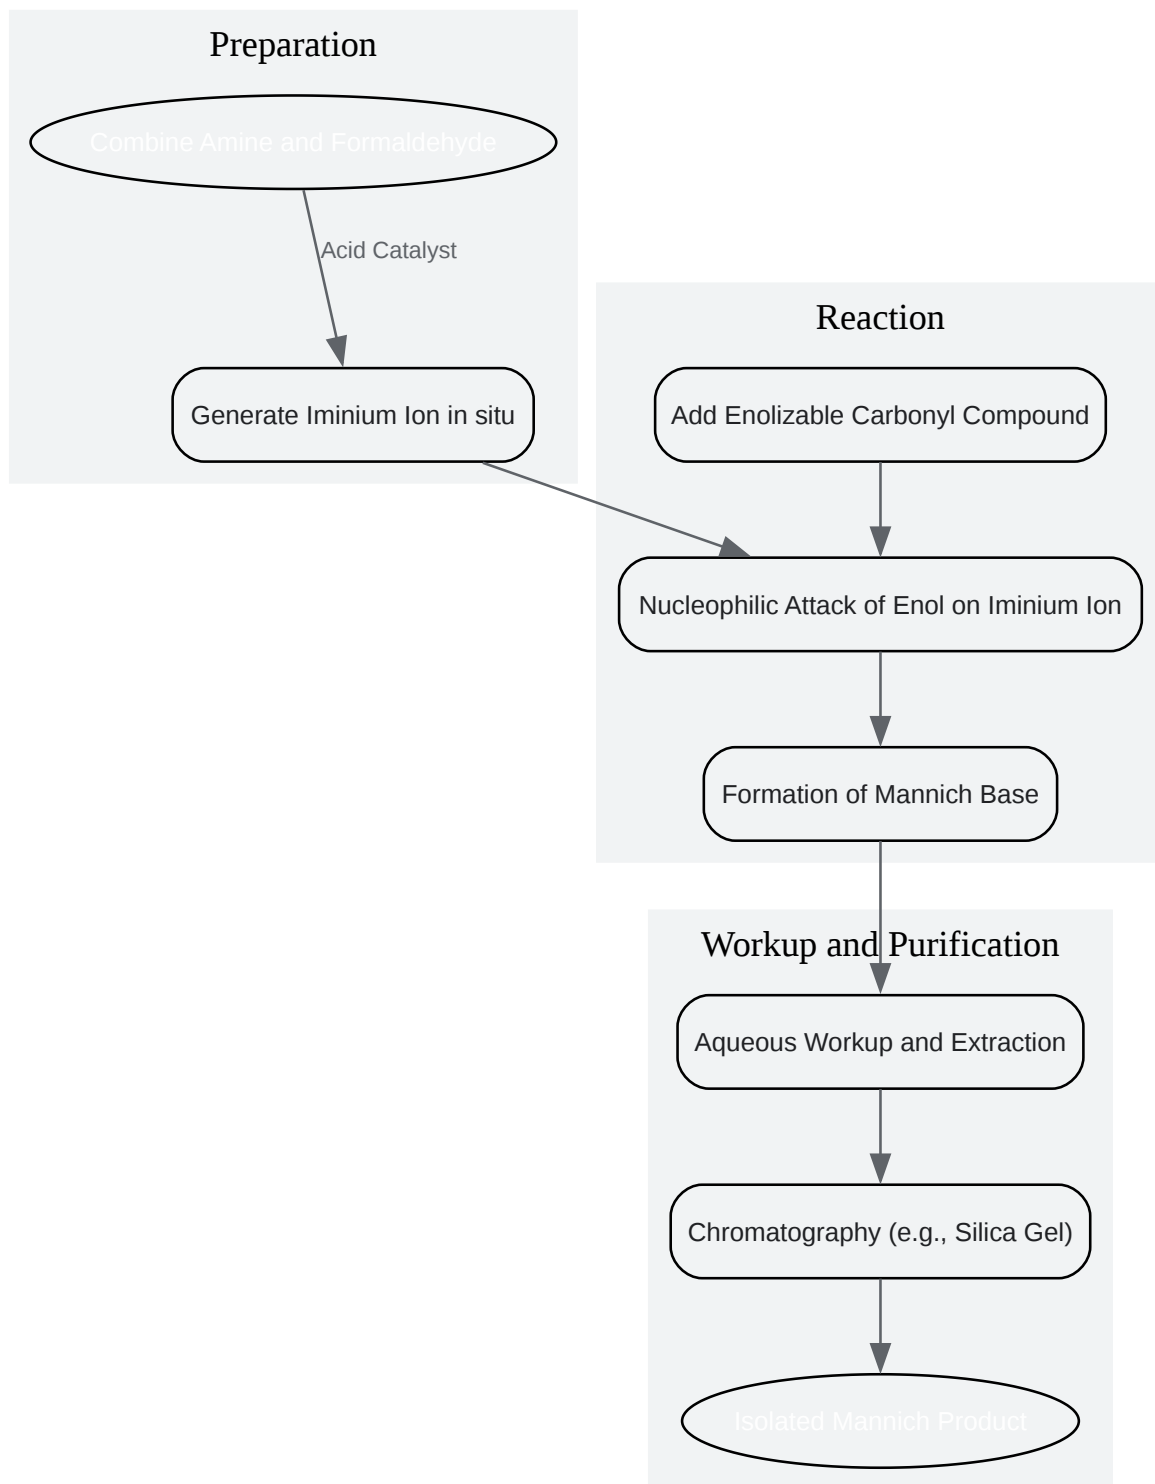 Preparation
Combine Amine and Formaldehyde
Acid Catalyst
Generate Iminium Ion in situ
Reaction
Add Enolizable Carbonyl Compound
Nucleophilic Attack of Enol on Iminium Ion
Formation of Mannich Base
Workup and Purification
Aqueous Workup and Extraction
Chromatography (e.g., Silica Gel)
Isolated Mannich Product